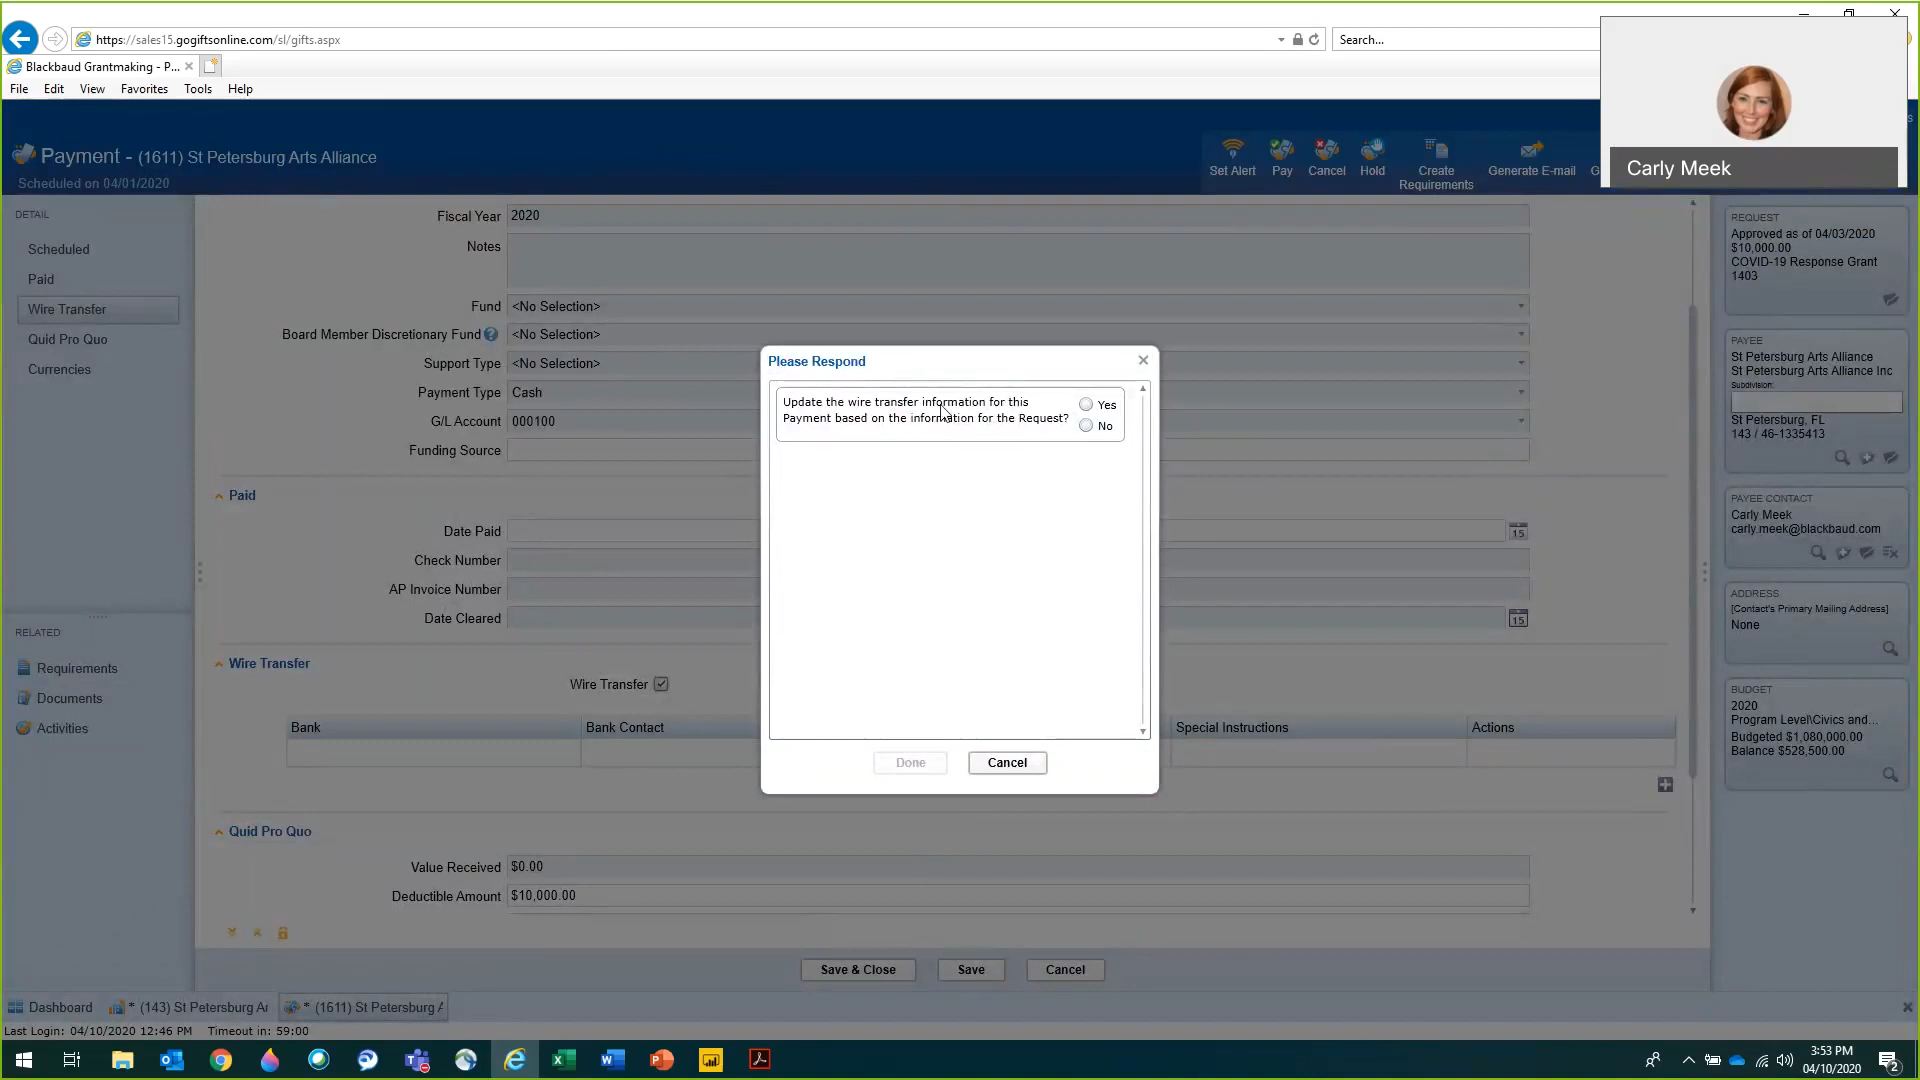 https://sales15.gogiftsonline.com/sl/gifts.aspx
Search...
Blackbaud Grantmaking - P...
File Edit View Favorites Tools Help
Carly Meek
Payment - (1611) St Petersburg Arts Alliance
Scheduled on 04/01/2020
Set Alert
Pay
Cancel
Hold
Create
Requirements
Generate E-mail
G
DETAIL
Scheduled
Paid
Wire Transfer
Quid Pro Quo
Currencies
RELATED
Requirements
Documents
Activities
Fiscal Year 2020
Notes
Fund <No Selection>
Board Member Discretionary Fund <No Selection>
Support Type <No Selection>
Payment Type Cash
G/L Account 000100
Funding Source
Paid
Date Paid
15
Check Number
AP Invoice Number
Date Cleared
15
Wire Transfer
Wire Transfer
Bank Bank Contact Special Instructions Actions
Quid Pro Quo
Value Received $0.00
Deductible Amount $10,000.00
Please Respond
Update the wire transfer information for this
Payment based on the information for the Request?
Yes
No
Done Cancel
Save & Close Save Cancel
REQUEST
Approved as of 04/03/2020
$10,000.00
COVID-19 Response Grant
1403
PAYEE
St Petersburg Arts Alliance
St Petersburg Arts Alliance Inc
Subdivision:
St Petersburg, FL
143 / 46-1335413
PAYEE CONTACT
Carly Meek
carly.meek@blackbaud.com
ADDRESS
[Contact's Primary Mailing Address]
None
BUDGET
2020
Program Level\Civics and...
Budgeted $1,080,000.00
Balance $528,500.00
Dashboard * (143) St Petersburg Ar * (1611) St Petersburg A
Last Login: 04/10/2020 12:46 PM Timeout in: 59:00
3:53 PM
04/10/2020
2